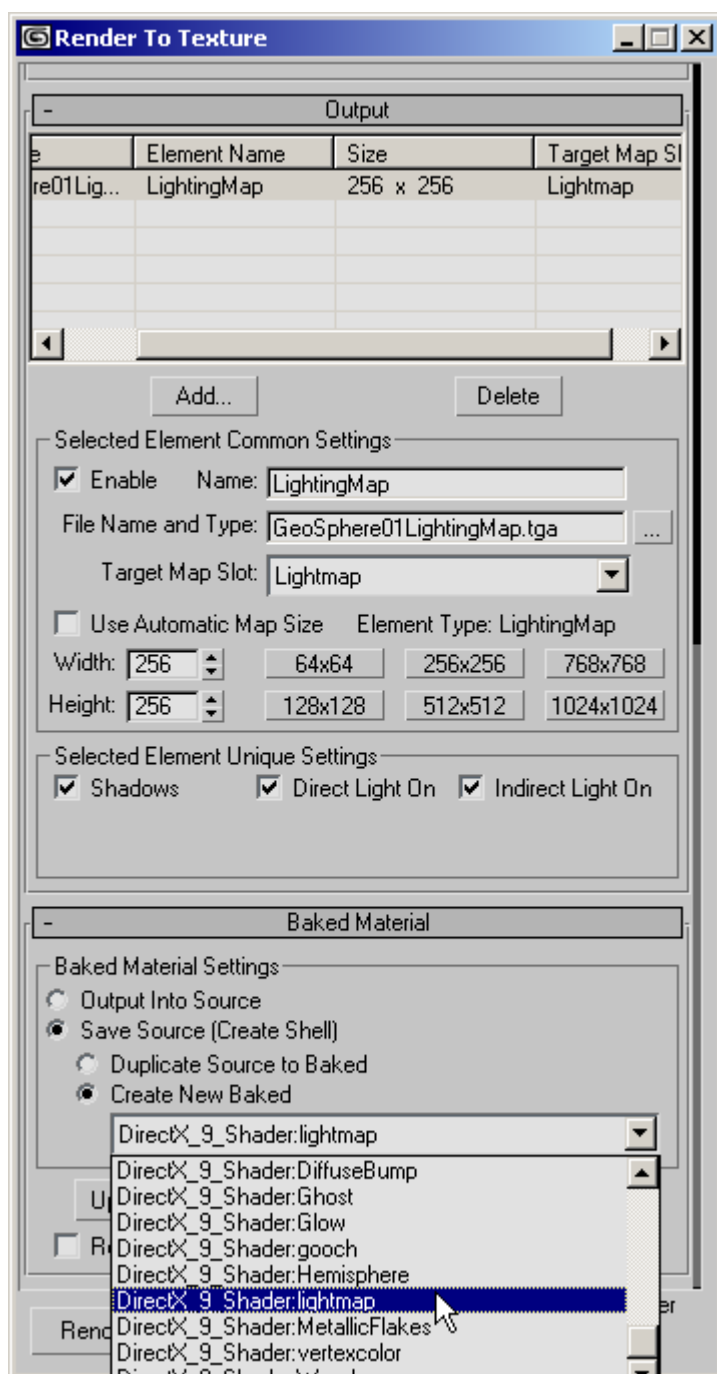 Render To Texture
- Output
e Element Name Size Target Map Sl
re01Lig... LightingMap 256 x 256 Lightmap
Add... Delete
Selected Element Common Settings
Enable Name: LightingMap
File Name and Type: GeoSphere01LightingMap.tga ...
Target Map Slot: Lightmap
Use Automatic Map Size Element Type: LightingMap
Width: 256 64x64 256x256 768x768
Height: 256 128x128 512x512 1024x1024
Selected Element Unique Settings
Shadows Direct Light On Indirect Light On
- Baked Material
Baked Material Settings
Output Into Source
Save Source (Create Shell)
Duplicate Source to Baked
Create New Baked
DirectX_9_Shader:lightmap
DirectX_9_Shader:DiffuseBump
DirectX_9_Shader:Ghost
DirectX_9_Shader:Glow
DirectX_9_Shader:gooch
DirectX_9_Shader:Hemisphere
DirectX_9_Shader:lightmap
DirectX_9_Shader:MetallicFlakes
DirectX_9_Shader:vertexcolor